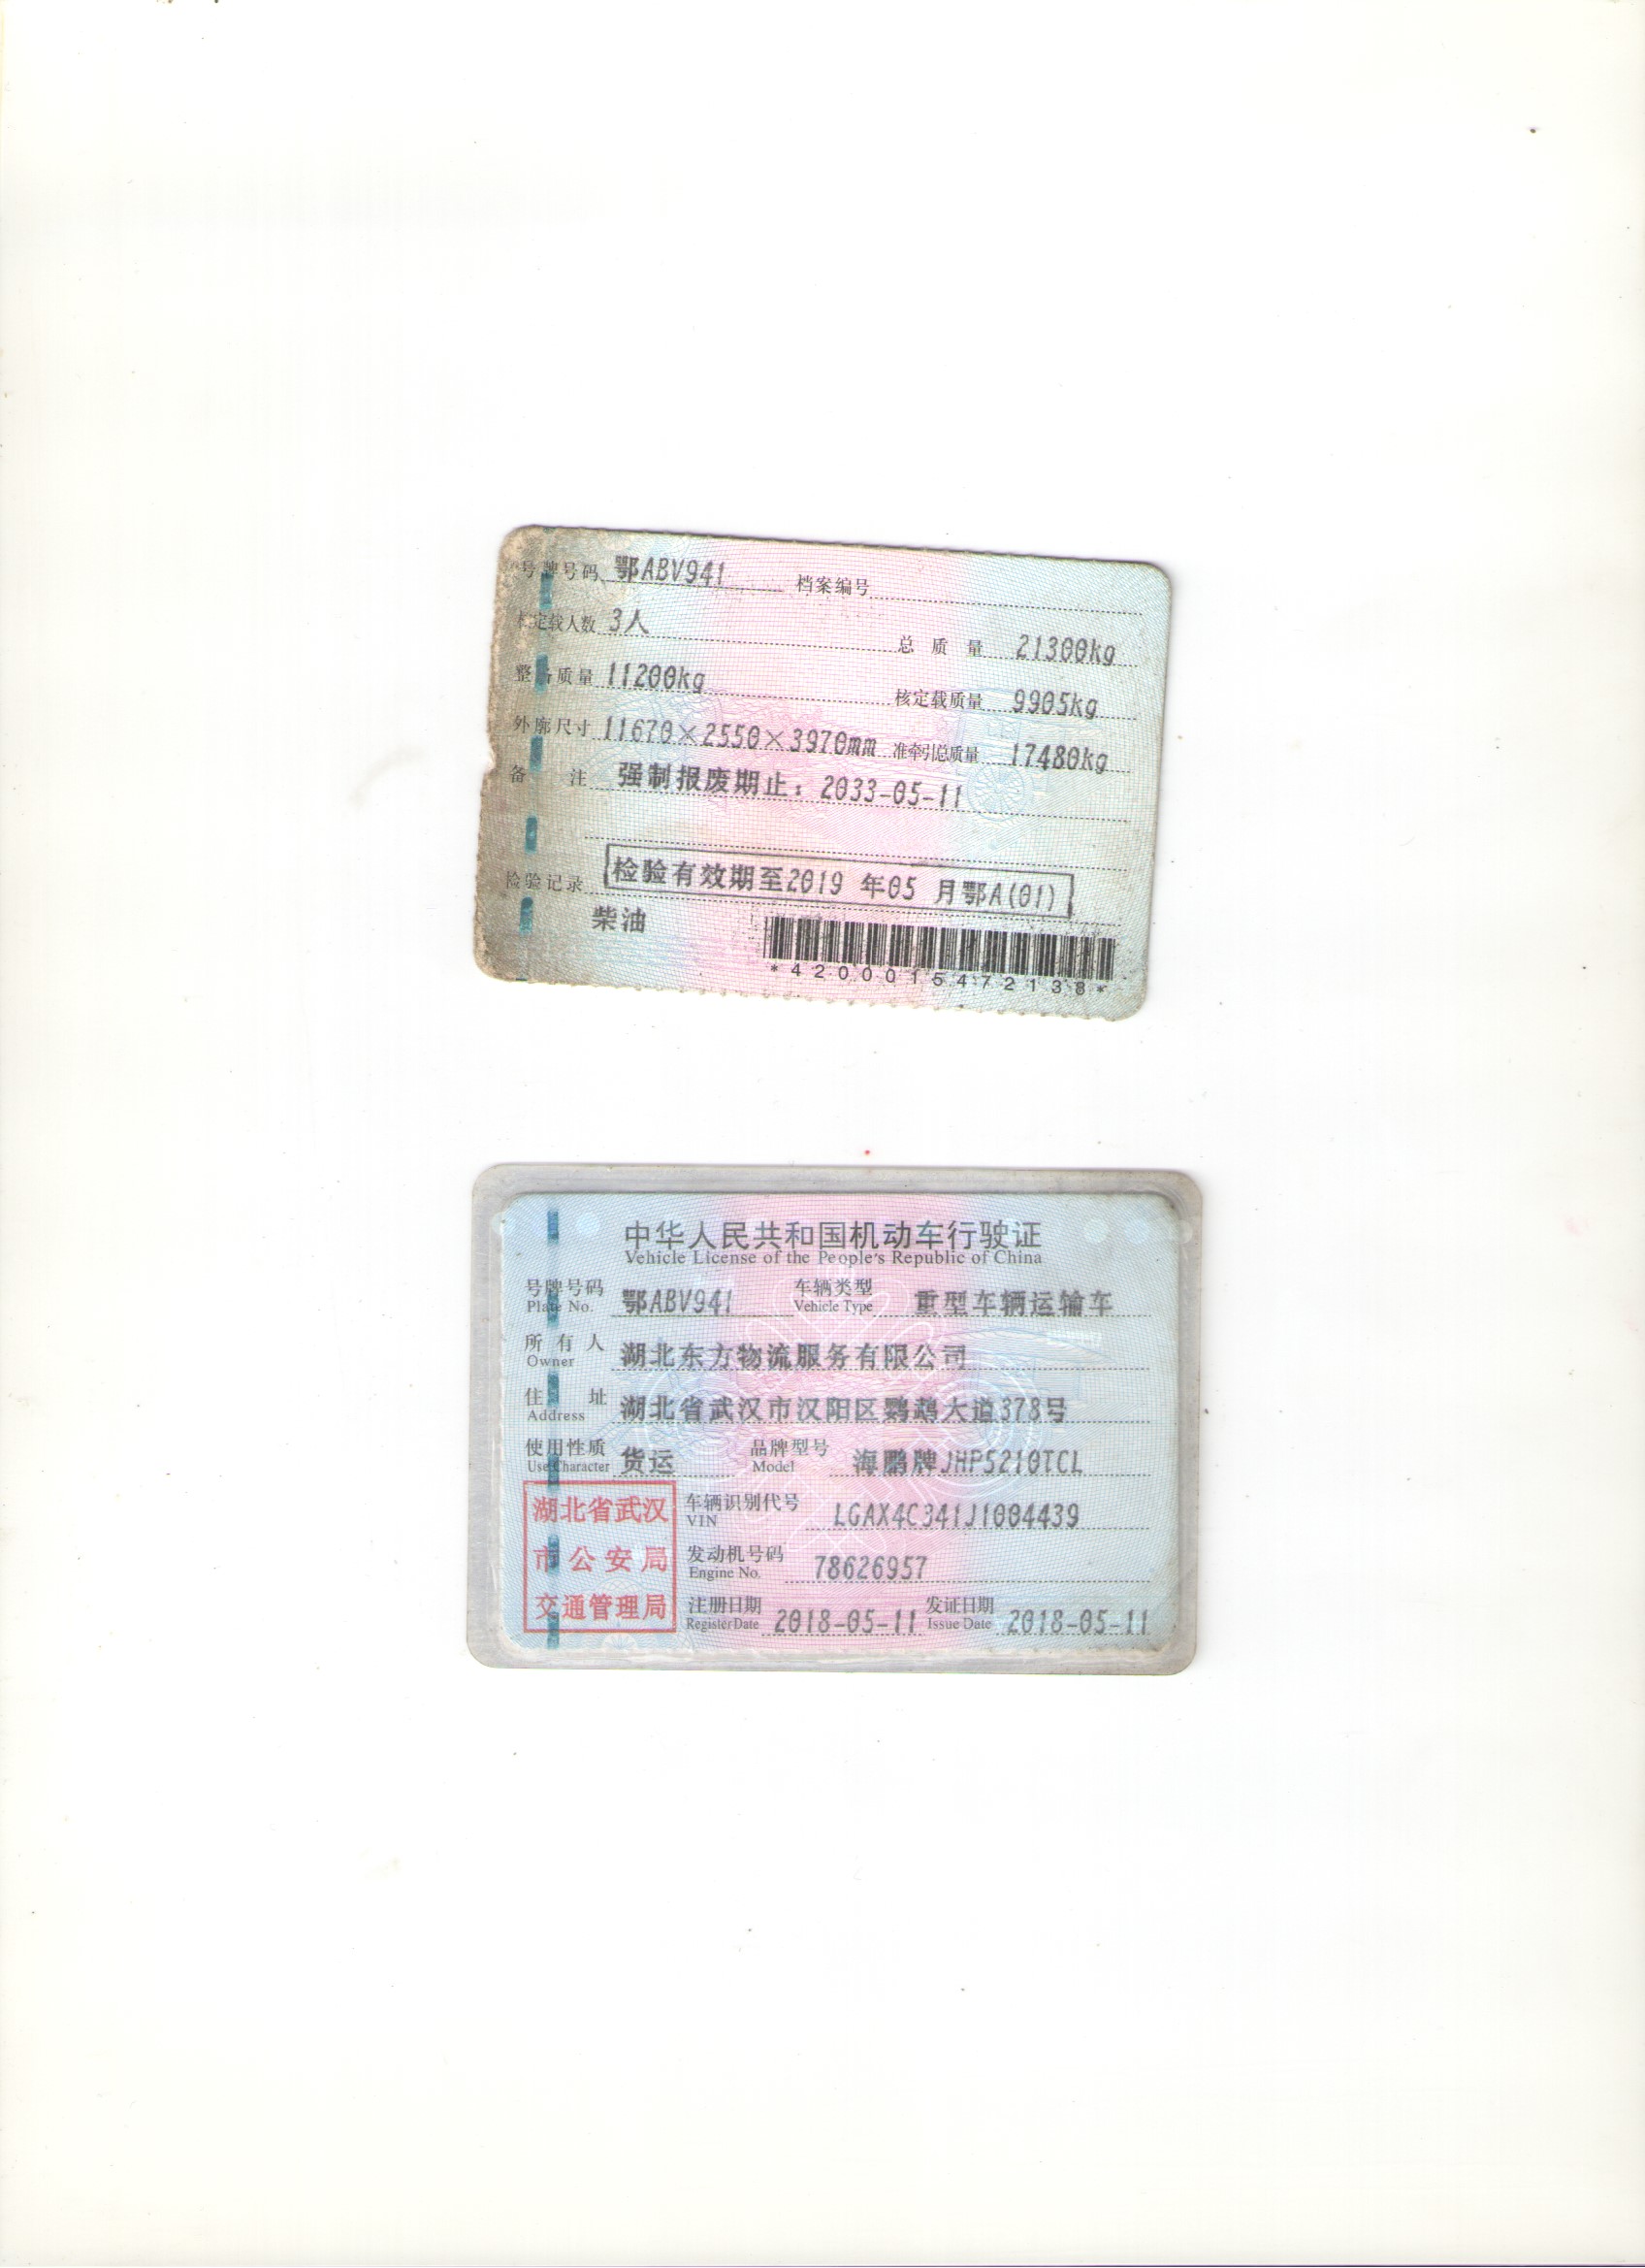 号牌号码 鄂ABV941 档案编号
核定载人数 3人 总质量 21300kg
整备质量 11200kg 核定载质量 9905kg
外廓尺寸 11670×2550×3970mm 准牵引总质量 17480kg
备注 强制报废期止：2033-05-11
检验记录 检验有效期至2019 年05 月鄂A(01)
柴油
*4200015472138*
中华人民共和国机动车行驶证
Vehicle License of the People's Republic of China
号牌号码 鄂ABV941 车辆类型 重型车辆运输车
Plate No. Vehicle Type
所有人 湖北东方物流服务有限公司
Owner
住址 湖北省武汉市汉阳区鹦鹉大道378号
Address
使用性质 货运 品牌型号 海鹏牌JHP5210TCL
Use Character Model
湖北省武汉
市公安局
交通管理局
车辆识别代号 LGAX4C341J1004439
VIN
发动机号码 78626957
Engine No.
注册日期 2018-05-11 发证日期 2018-05-11
Register Date Issue Date